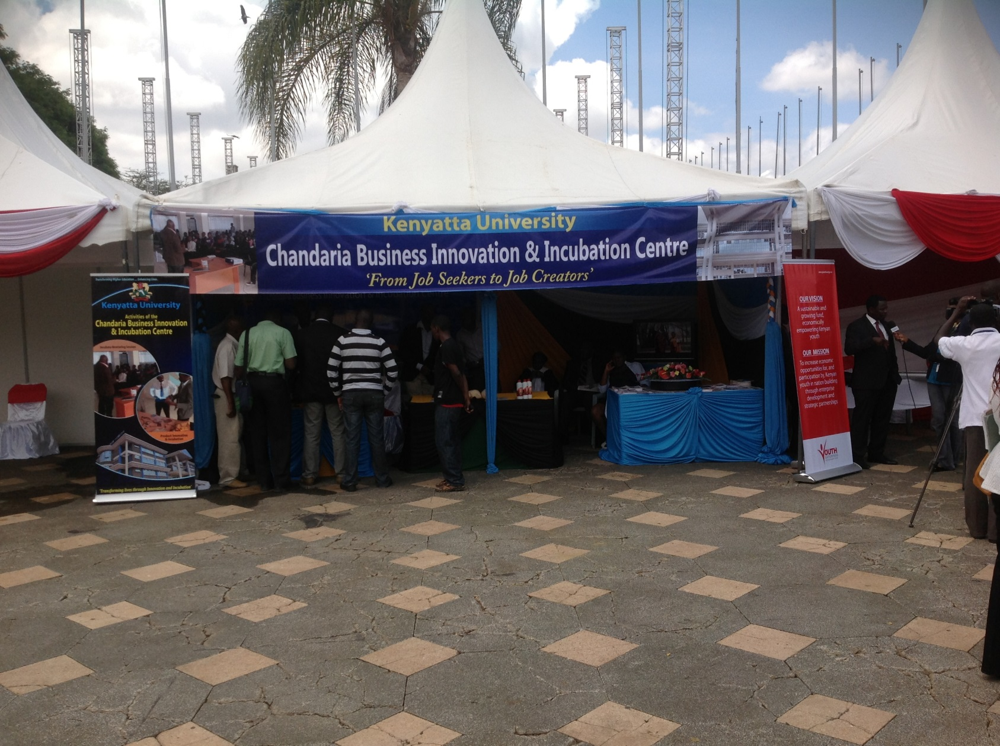 Kenyatta University
Chandaria Business Innovation & Incubation Centre
'From Job Seekers to Job Creators'
Transforming Higher Education ... Enhancing Lives
Kenyatta University
Activities of the
Chandaria Business Innovation
& Incubation Centre
Incubate Mentoring Session
Product Innovation
& Incubation
'Transforming lives through Innovation and Incubation'
OUR VISION
A sustainable and
growing fund,
economically
empowering Kenyan
youth
OUR MISSION
To increase economic
opportunities for, and
participation by, Kenyan
youth in nation building
through enterprise
development and
strategic partnerships
YOUTH